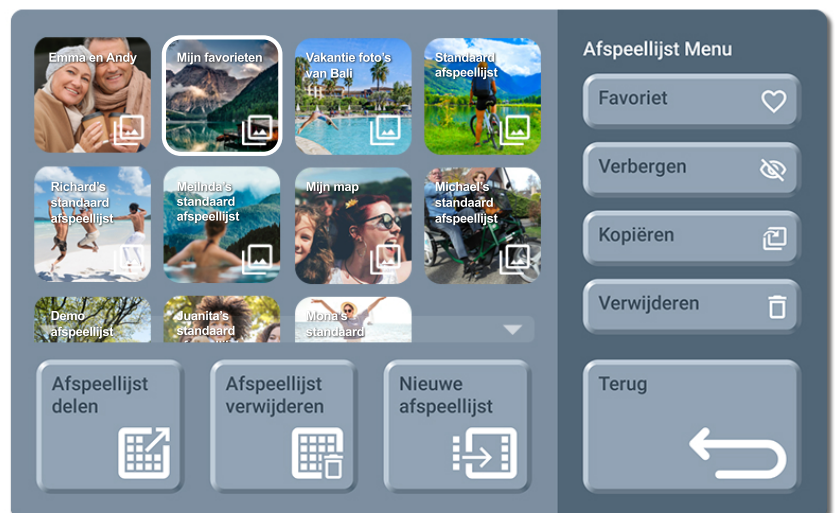 Emma en Andy
Mijn favorieten
Vakantie foto's
van Bali
Standaard
afspeellijst
Richard's
standaard
afspeellijst
Melinda's
standaard
afspeellijst
Mijn map
Michael's
standaard
afspeellijst
Demo
afspeellijst
Juanita's
standaard
Mona's
standaard
Afspeellijst
delen
Afspeellijst
verwijderen
Nieuwe
afspeellijst
Afspeellijst Menu
Favoriet
Verbergen
Kopiëren
Verwijderen
Terug